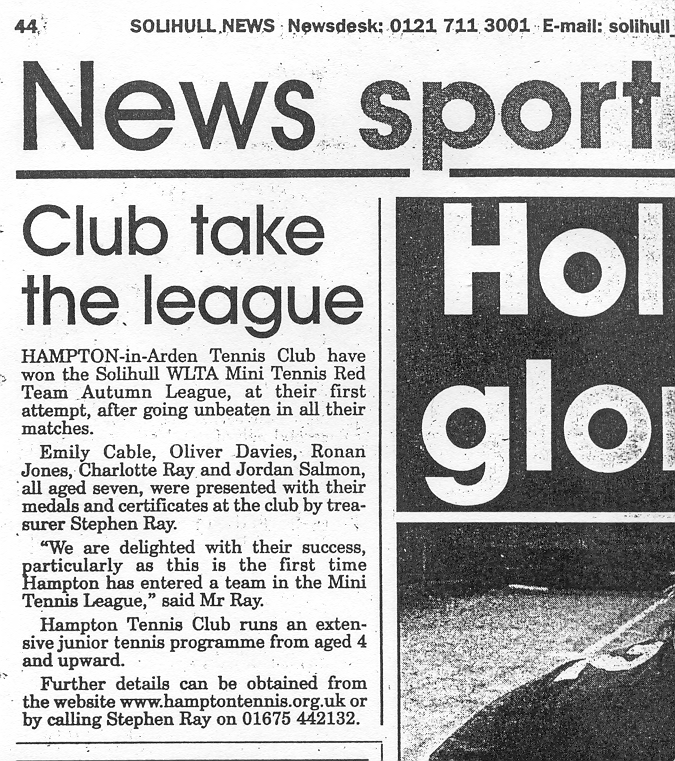 44 SOLIHULL NEWS Newsdesk: 0121 711 3001 E-mail: solihull
News sport
Club take
the league
HAMPTON-in-Arden Tennis Club have
won the Solihull WLTA Mini Tennis Red
Team Autumn League, at their first
attempt, after going unbeaten in all their
matches.
Emily Cable, Oliver Davies, Ronan
Jones, Charlotte Ray and Jordan Salmon,
all aged seven, were presented with their
medals and certificates at the club by trea-
surer Stephen Ray.
“We are delighted with their success,
particularly as this is the first time
Hampton has entered a team in the Mini
Tennis League,” said Mr Ray.
Hampton Tennis Club runs an exten-
sive junior tennis programme from aged 4
and upward.
Further details can be obtained from
the website www.hamptontennis.org.uk or
by calling Stephen Ray on 01675 442132.
Hol
glo